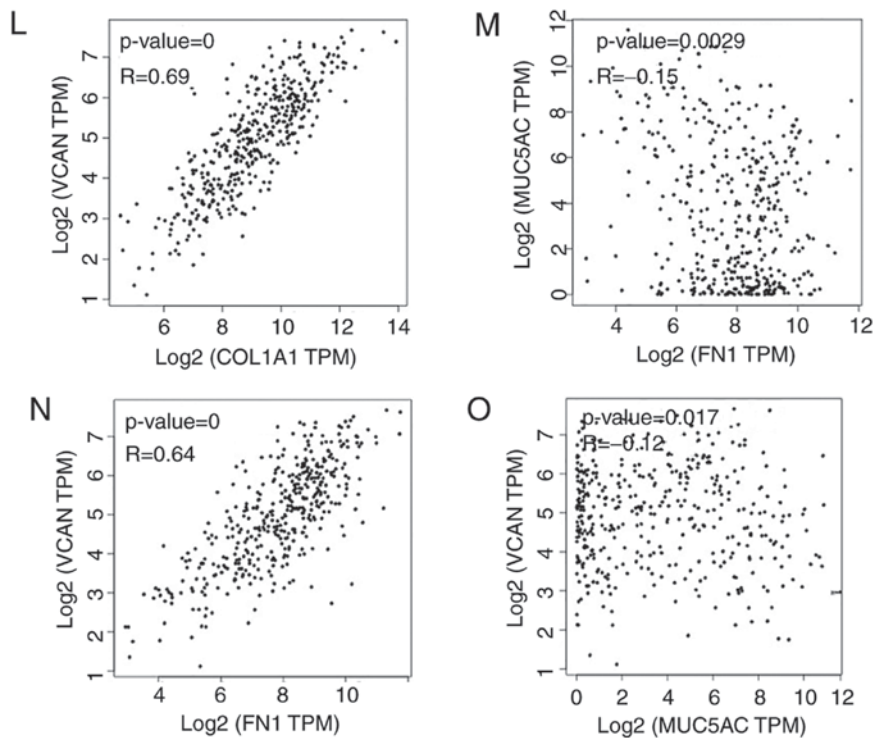 L
p-value=0
R=0.69
7
6
5
4
3
2
1
Log2 (VCAN TPM)
6 8 10 12 14
Log2 (COL1A1 TPM)
M
p-value=0.0029
R=−0.15
12
10
8
6
4
2
0
Log2 (MUC5AC TPM)
4 6 8 10 12
Log2 (FN1 TPM)
N
p-value=0
R=0.64
7
6
5
4
3
2
1
Log2 (VCAN TPM)
4 6 8 10
Log2 (FN1 TPM)
O
p-value=0.017
R=−0.12
7
6
5
4
3
2
1
Log2 (VCAN TPM)
0 2 4 6 8 10 12
Log2 (MUC5AC TPM)